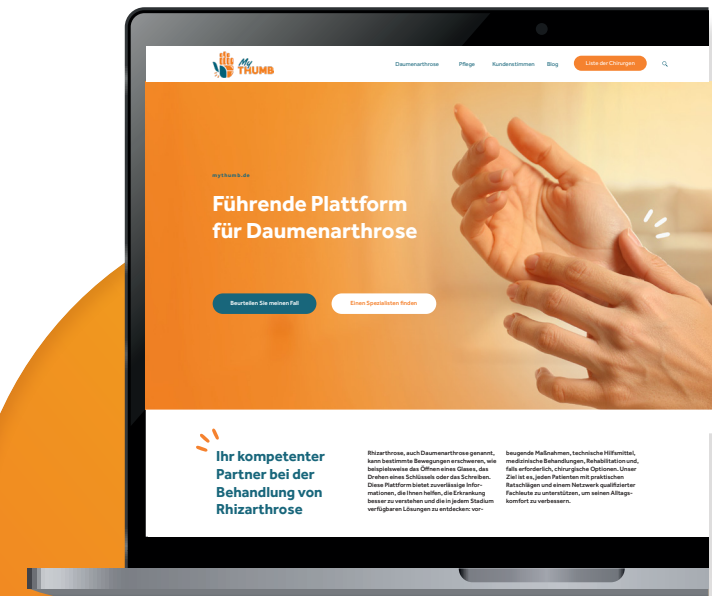 My
THUMB
Daumenarthrose Pflege Kundenstimmen Blog Liste der Chirurgen
mythumb.de
Führende Plattform
für Daumenarthrose
Beurteilen Sie meinen Fall Einen Spezialisten finden
Ihr kompetenter
Partner bei der
Behandlung von
Rhizarthrose
Rhizarthrose, auch Daumenarthrose genannt,
kann bestimmte Bewegungen erschweren, wie
beispielsweise das Öffnen eines Glases, das
Drehen eines Schlüssels oder das Schreiben.
Diese Plattform bietet zuverlässige Infor-
mationen, die Ihnen helfen, die Erkrankung
besser zu verstehen und die in jedem Stadium
verfügbaren Lösungen zu entdecken: vor-
beugende Maßnahmen, technische Hilfsmittel,
medizinische Behandlungen, Rehabilitation und,
falls erforderlich, chirurgische Optionen. Unser
Ziel ist es, jeden Patienten mit praktischen
Ratschlägen und einem Netzwerk qualifizierter
Fachleute zu unterstützen, um seinen Alltags-
komfort zu verbessern.